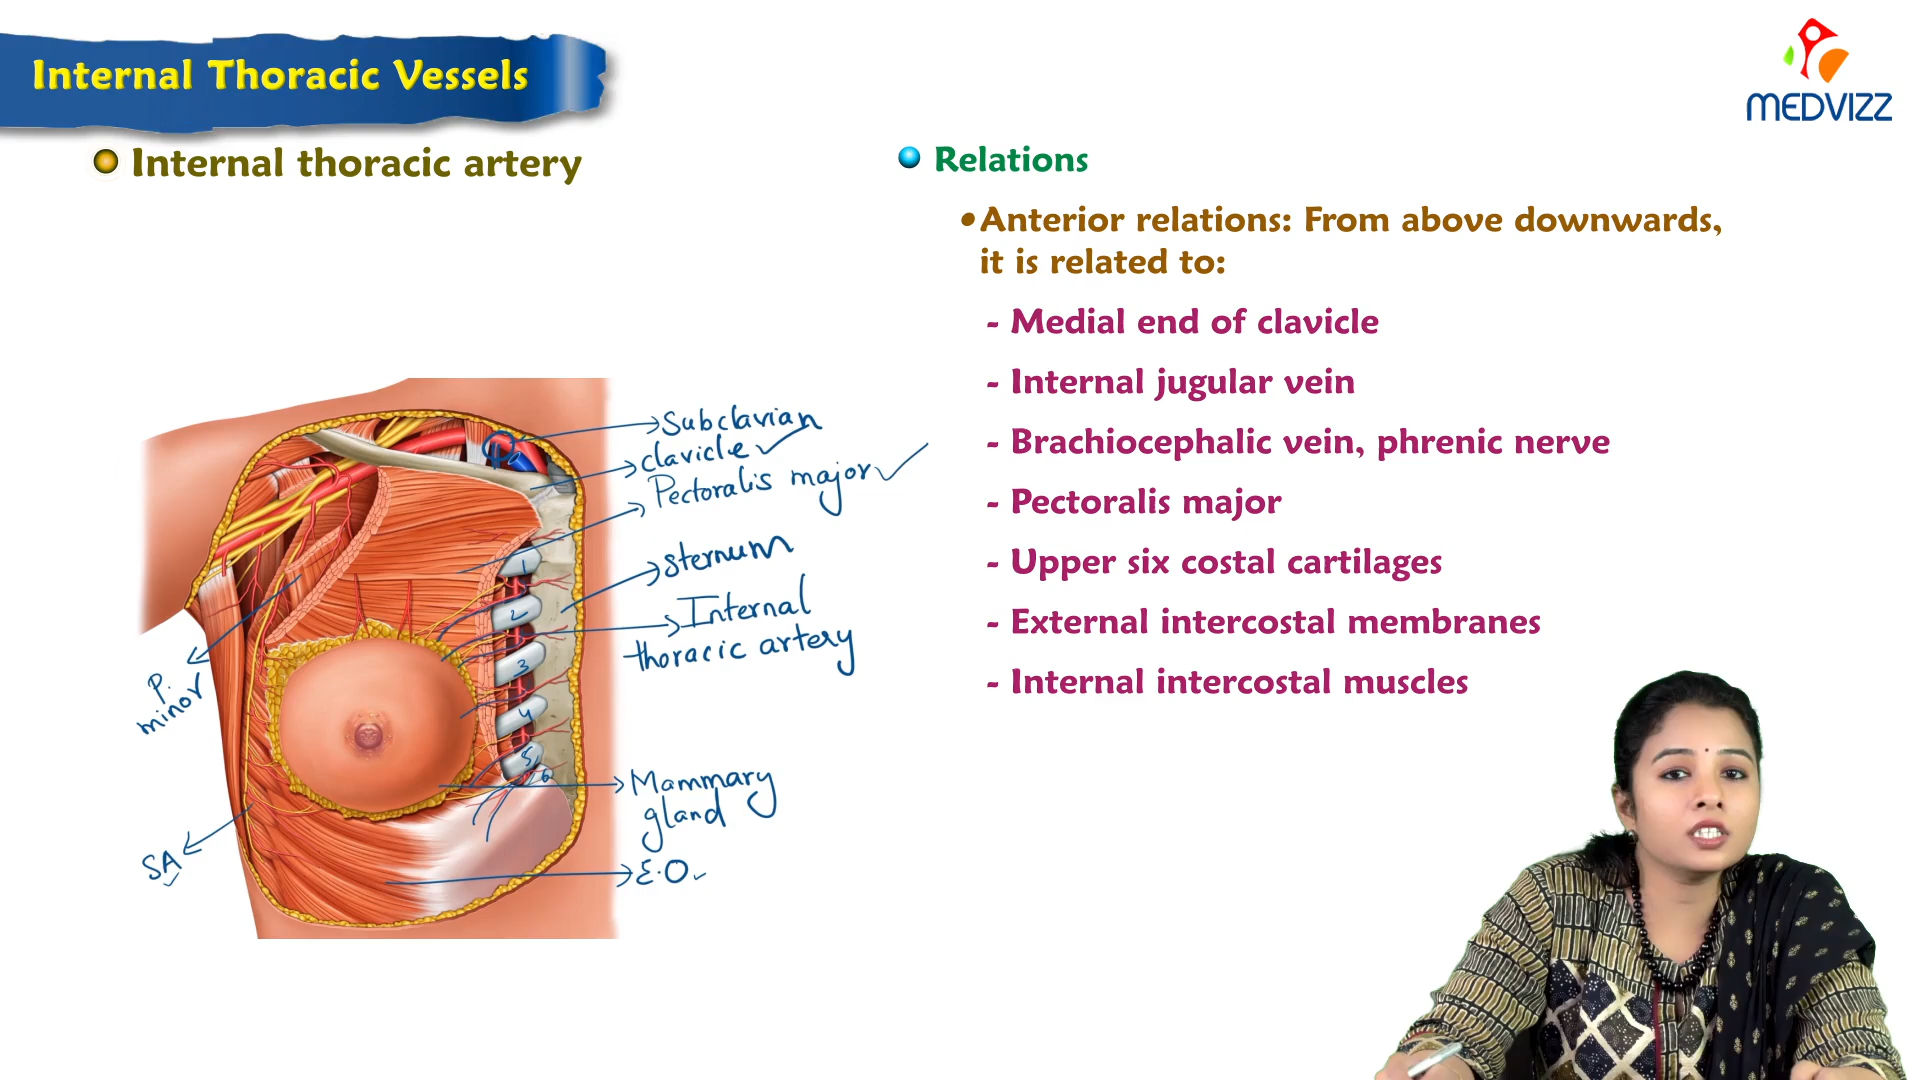 Internal Thoracic Vessels
MEDVIZZ
Internal thoracic artery
Subclavian
clavicle
Pectoralis major
sternum
Internal
thoracic artery
P.
minor
1
2
3
4
5
6
Mammary
gland
SA
E.O
Relations
•Anterior relations: From above downwards,
it is related to:
- Medial end of clavicle
- Internal jugular vein
- Brachiocephalic vein, phrenic nerve
- Pectoralis major
- Upper six costal cartilages
- External intercostal membranes
- Internal intercostal muscles